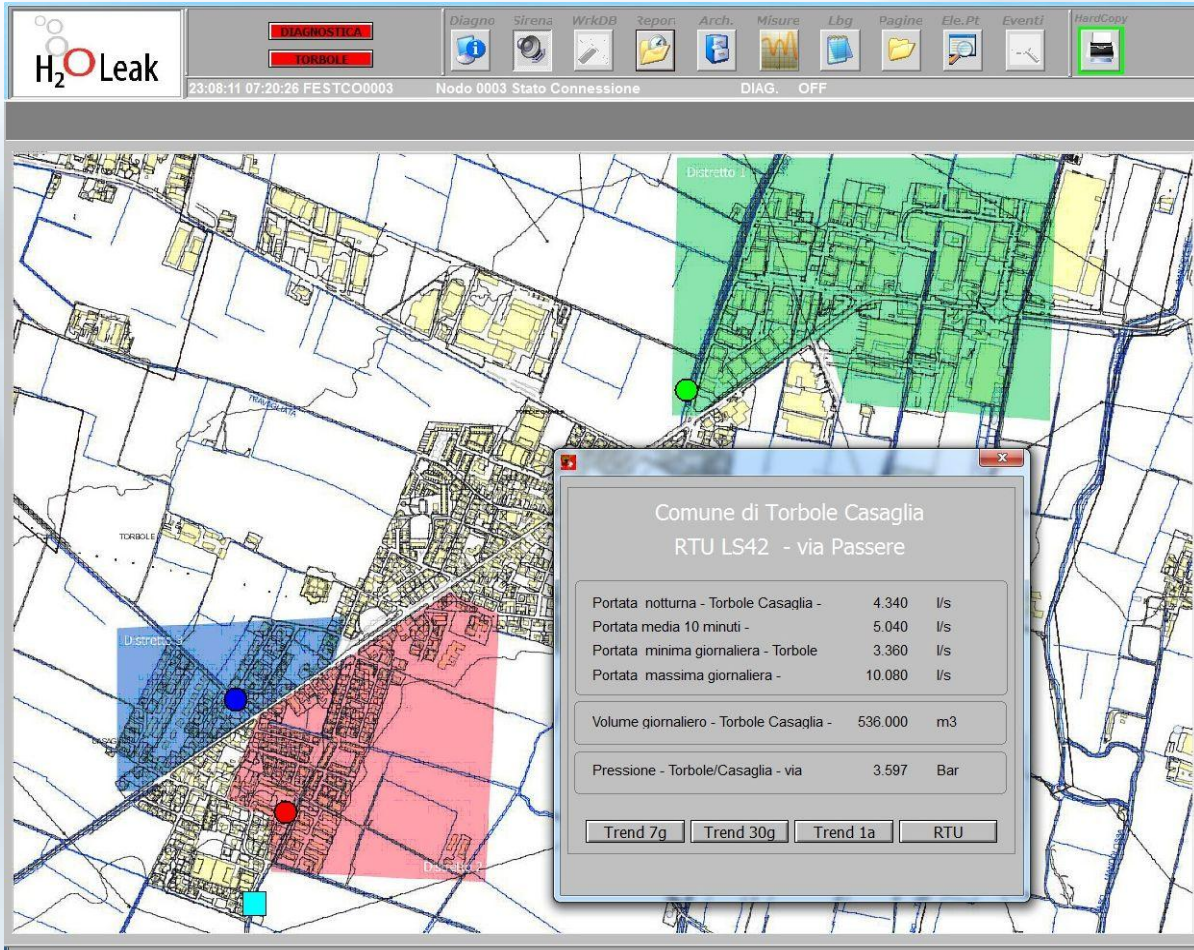 H2O Leak
DIAGNOSTICA
TORBOLE
Diagno Sirena WrkDB Repor Arch. Misure Lbg Pagine Ele.Pt Eventi HardCopy
23:08:11 07:20:26 FESTCO0003 Nodo 0003 Stato Connessione DIAG. OFF
Distretto 1
TRAVAGLIATA
TORBOLE
Distretto 3
Distretto 2
Comune di Torbole Casaglia
RTU LS42 - via Passere
Portata notturna - Torbole Casaglia - 4.340 l/s
Portata media 10 minuti - 5.040 l/s
Portata minima giornaliera - Torbole 3.360 l/s
Portata massima giornaliera - 10.080 l/s
Volume giornaliero - Torbole Casaglia - 536.000 m3
Pressione - Torbole/Casaglia - via 3.597 Bar
Trend 7g Trend 30g Trend 1a RTU